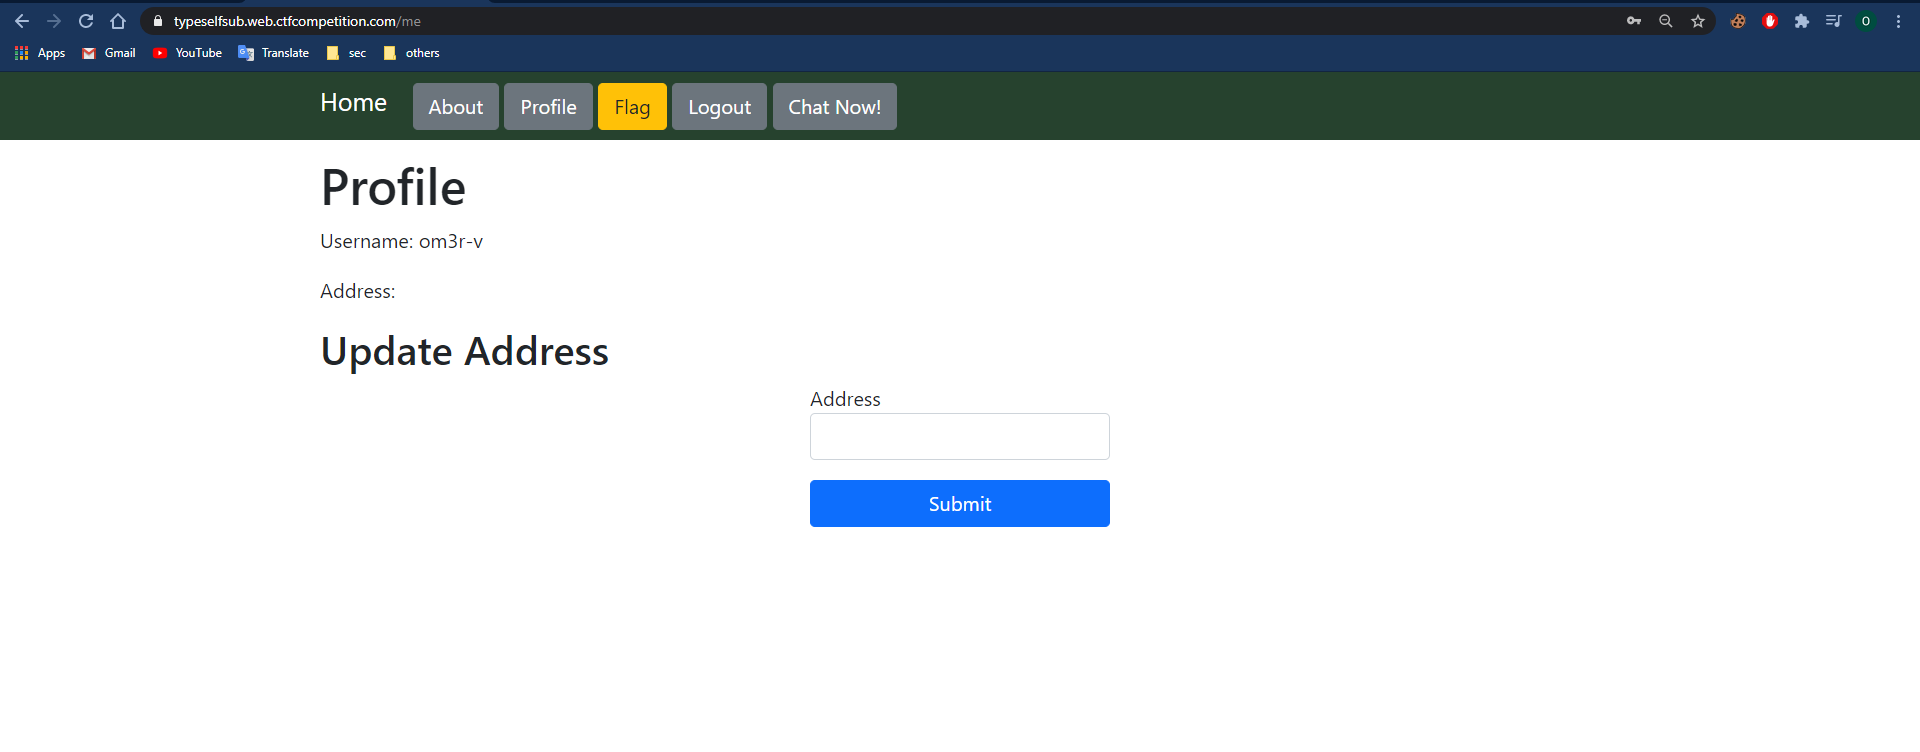 typeselfsub.web.ctfcompetition.com/me
O
Apps Gmail YouTube Translate sec others
Home About Profile Flag Logout Chat Now!
Profile
Username: om3r-v
Address:
Update Address
Address
Submit